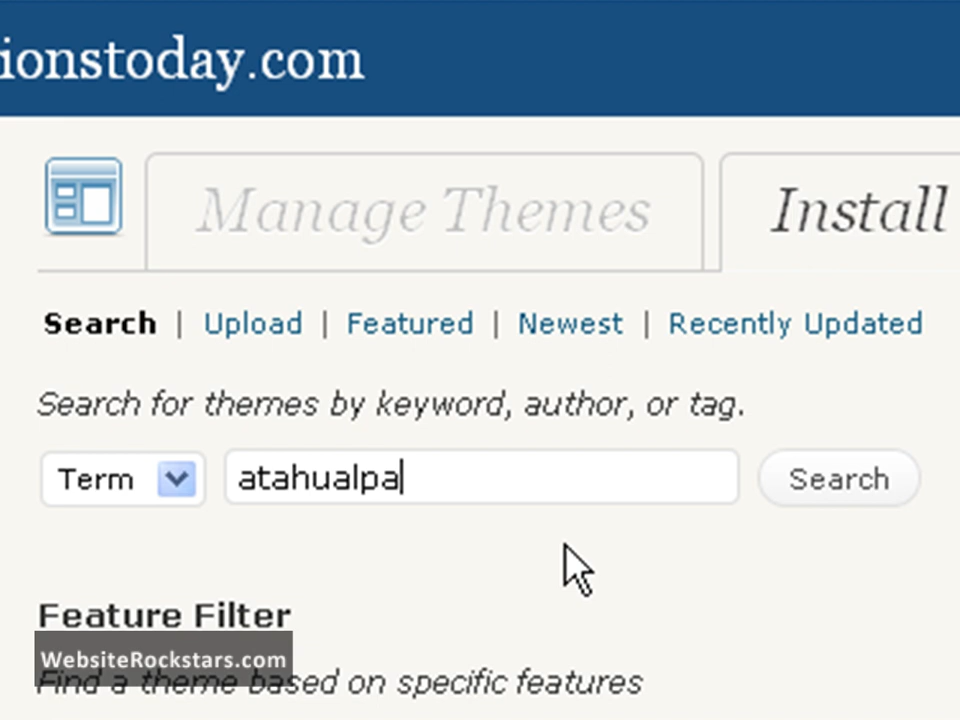 ionstoday.com
Manage Themes Install
Search | Upload | Featured | Newest | Recently Updated
Search for themes by keyword, author, or tag.
Term atahualpa Search
Feature Filter
WebsiteRockstars.com
Find a theme based on specific features